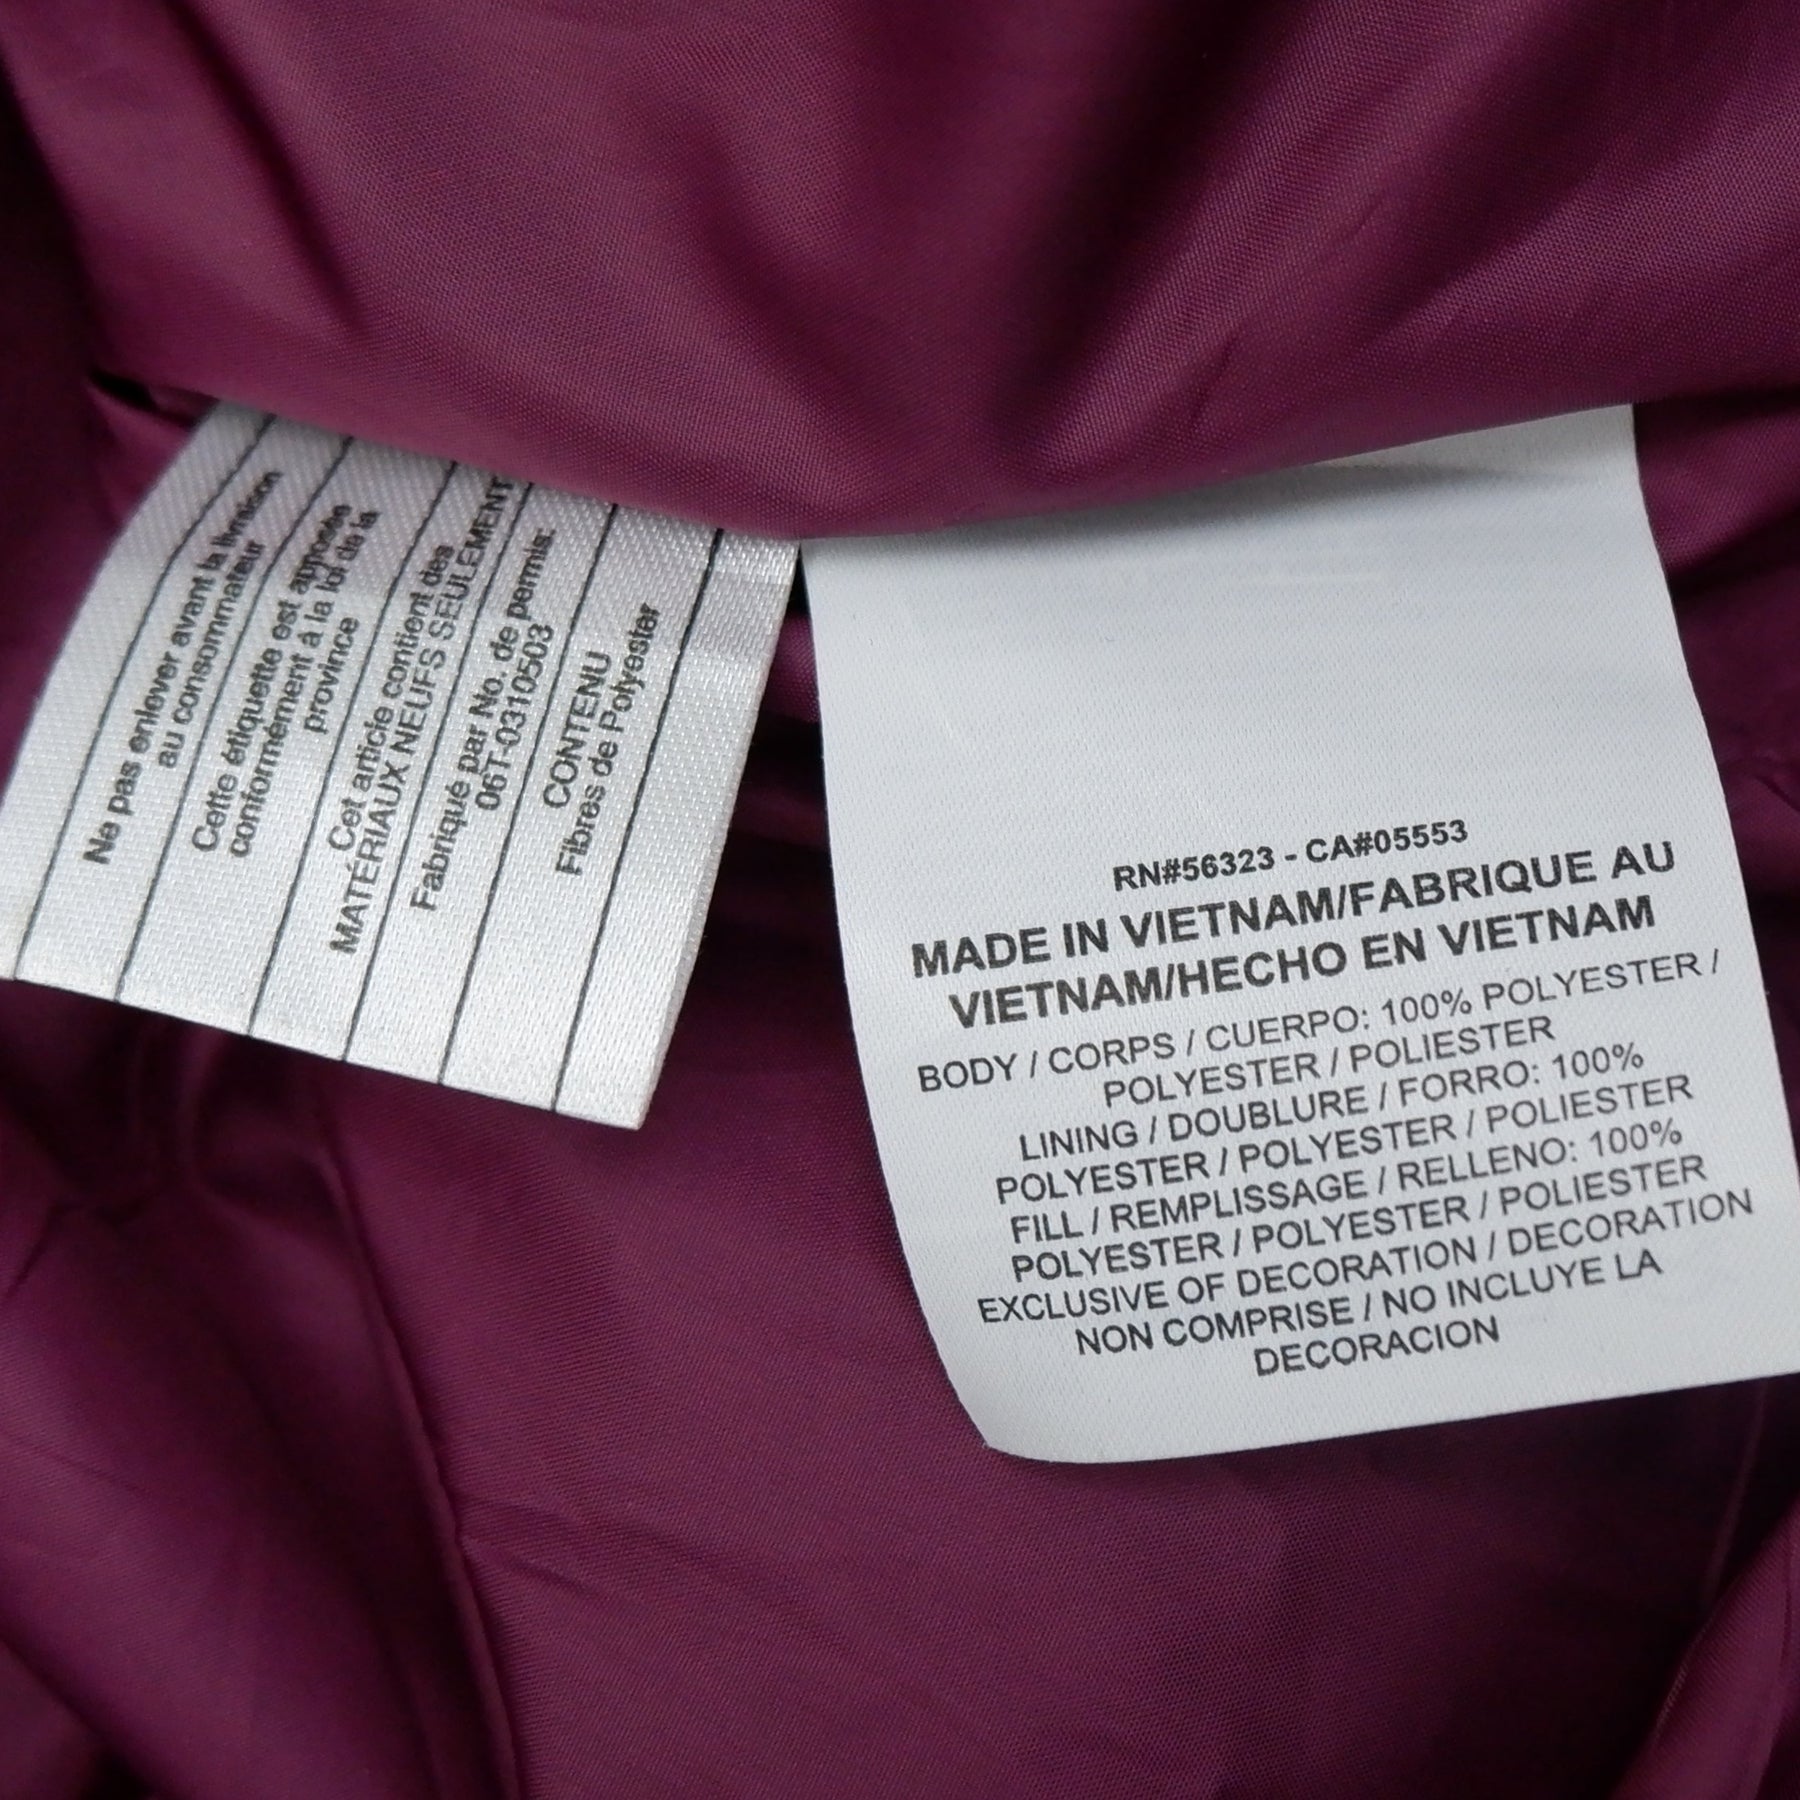 Ne pas enlever avant la livraison
au consommateur
Cette étiquette est apposée
conformément à la loi de la
province
Cet article contient des
MATÉRIAUX NEUFS SEULEMENT
Fabriqué par No. de permis:
06T-0310503
CONTENU
Fibres de Polyester
RN#56323 - CA#05553
MADE IN VIETNAM/FABRIQUE AU
VIETNAM/HECHO EN VIETNAM
BODY / CORPS / CUERPO: 100% POLYESTER /
POLYESTER / POLIESTER
LINING / DOUBLURE / FORRO: 100%
POLYESTER / POLYESTER / POLIESTER
FILL / REMPLISSAGE / RELLENO: 100%
POLYESTER / POLYESTER / POLIESTER
EXCLUSIVE OF DECORATION / DECORATION
NON COMPRISE / NO INCLUYE LA
DECORACION